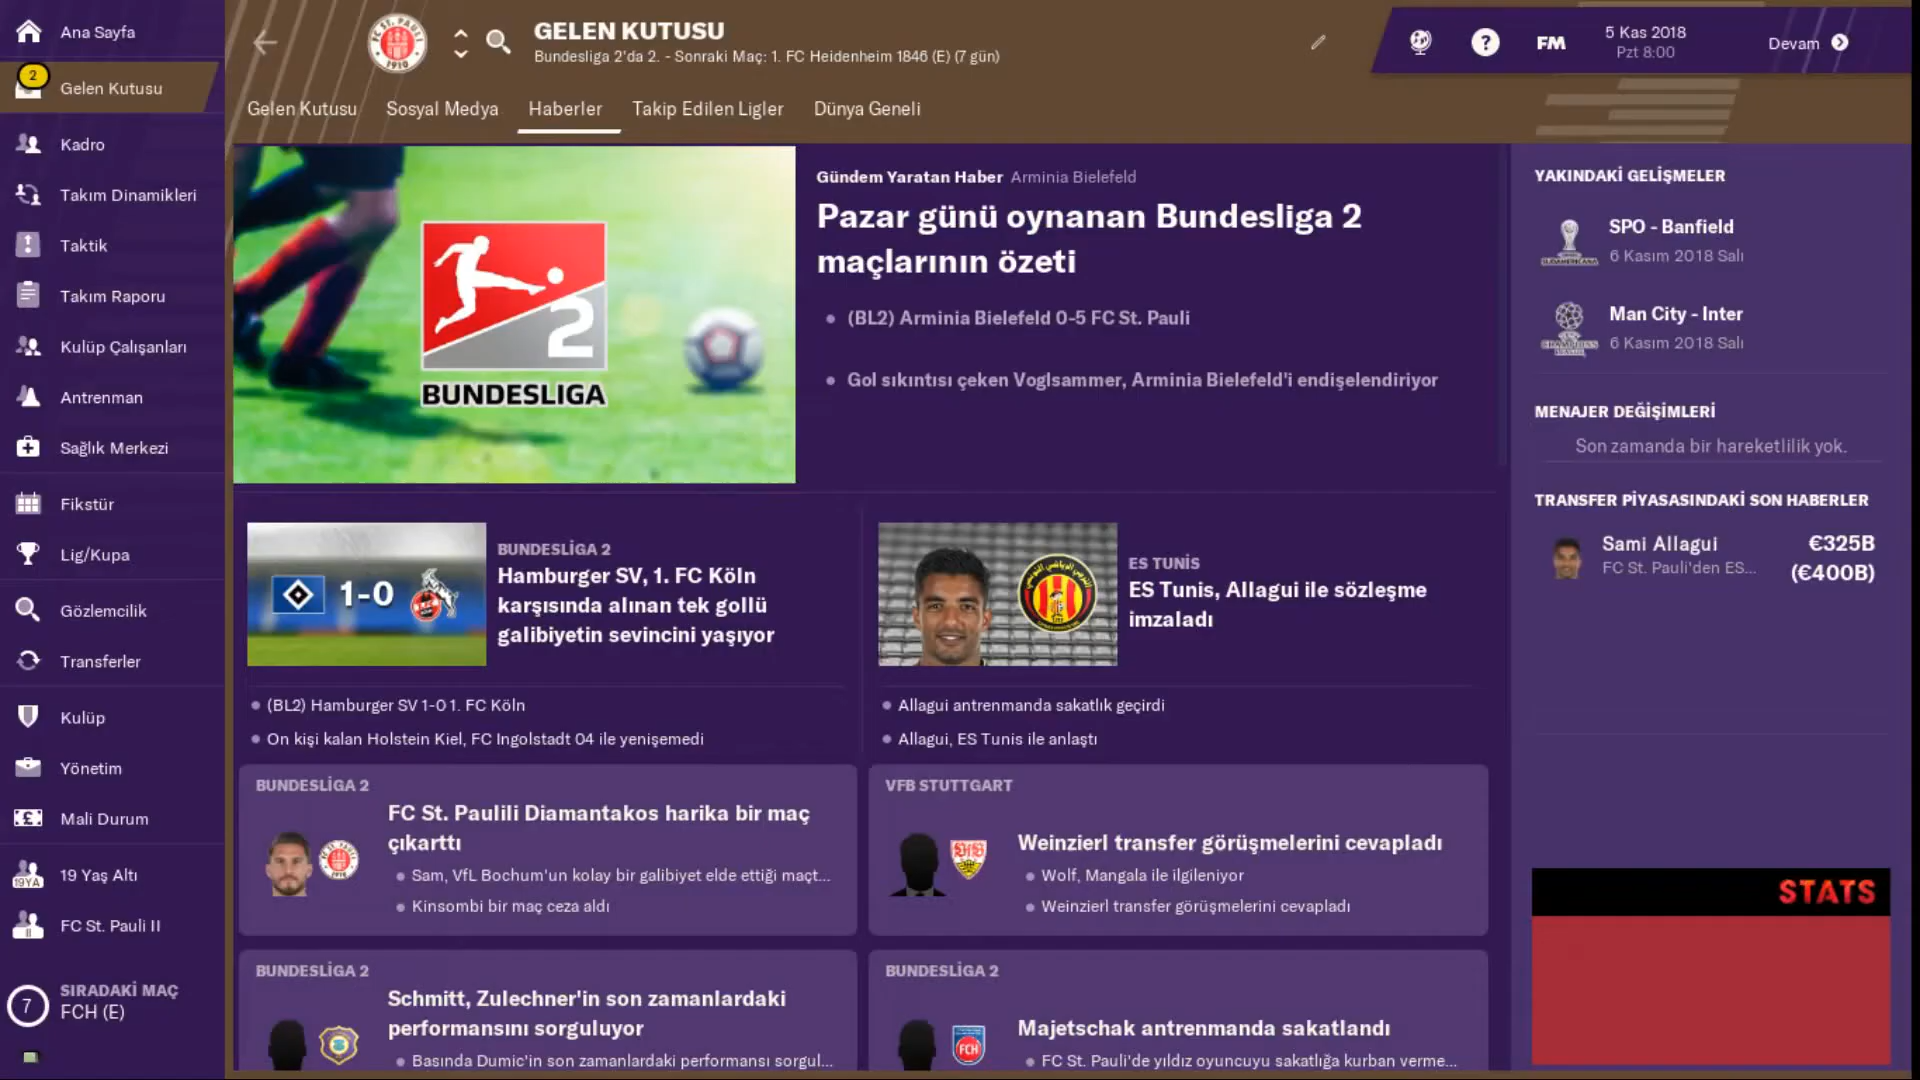 Ana Sayfa
2
Gelen Kutusu
Kadro
Takım Dinamikleri
Taktik
Takım Raporu
Kulüp Çalışanları
Antrenman
Sağlık Merkezi
Fikstür
Lig/Kupa
Gözlemcilik
Transferler
Kulüp
Yönetim
Mali Durum
19 Yaş Altı
FC St. Pauli II
7
SIRADAKİ MAÇ
FCH (E)
GELEN KUTUSU
Bundesliga 2'da 2. - Sonraki Maç: 1. FC Heidenheim 1846 (E) (7 gün)
FM
5 Kas 2018
Pzt 8:00
Devam
Gelen Kutusu Sosyal Medya Haberler Takip Edilen Ligler Dünya Geneli
2
BUNDESLIGA
Gündem Yaratan Haber Arminia Bielefeld
Pazar günü oynanan Bundesliga 2
maçlarının özeti
(BL2) Arminia Bielefeld 0-5 FC St. Pauli
Gol sıkıntısı çeken Voglsammer, Arminia Bielefeld'i endişelendiriyor
1-0
BUNDESLİGA 2
Hamburger SV, 1. FC Köln
karşısında alınan tek gollü
galibiyetin sevincini yaşıyor
(BL2) Hamburger SV 1-0 1. FC Köln
On kişi kalan Holstein Kiel, FC Ingolstadt 04 ile yenişemedi
ES TUNİS
ES Tunis, Allagui ile sözleşme
imzaladı
Allagui antrenmanda sakatlık geçirdi
Allagui, ES Tunis ile anlaştı
BUNDESLİGA 2
FC St. Paulili Diamantakos harika bir maç
çıkarttı
Sam, VfL Bochum'un kolay bir galibiyet elde ettiği maçt...
Kinsombi bir maç ceza aldı
VFB STUTTGART
Weinzierl transfer görüşmelerini cevapladı
Wolf, Mangala ile ilgileniyor
Weinzierl transfer görüşmelerini cevapladı
BUNDESLİGA 2
Schmitt, Zulechner'in son zamanlardaki
performansını sorguluyor
Basında Dumic'in son zamanlardaki performansı sorgul...
BUNDESLİGA 2
Majetschak antrenmanda sakatlandı
FC St. Pauli'de yıldız oyuncuyu sakatlığa kurban verme...
YAKINDAKİ GELİŞMELER
SPO - Banfield
6 Kasım 2018 Salı
Man City - Inter
6 Kasım 2018 Salı
MENAJER DEĞİŞİMLERİ
Son zamanda bir hareketlilik yok.
TRANSFER PİYASASINDAKİ SON HABERLER
Sami Allagui €325B
FC St. Pauli'den ES... (€400B)
STATS